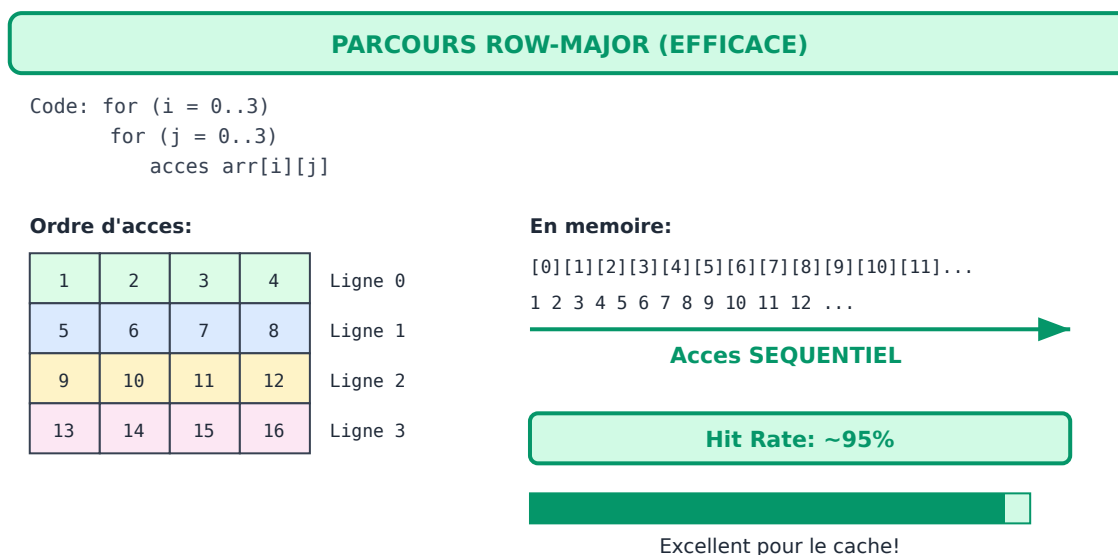 PARCOURS ROW-MAJOR (EFFICACE)
Code: for (i = 0..3)
for (j = 0..3)
acces arr[i][j]
Ordre d'acces:
1 2 3 4 Ligne 0
5 6 7 8 Ligne 1
9 10 11 12 Ligne 2
13 14 15 16 Ligne 3
En memoire:
[0][1][2][3][4][5][6][7][8][9][10][11]...
1 2 3 4 5 6 7 8 9 10 11 12 ...
Acces SEQUENTIEL
Hit Rate: ~95%
Excellent pour le cache!